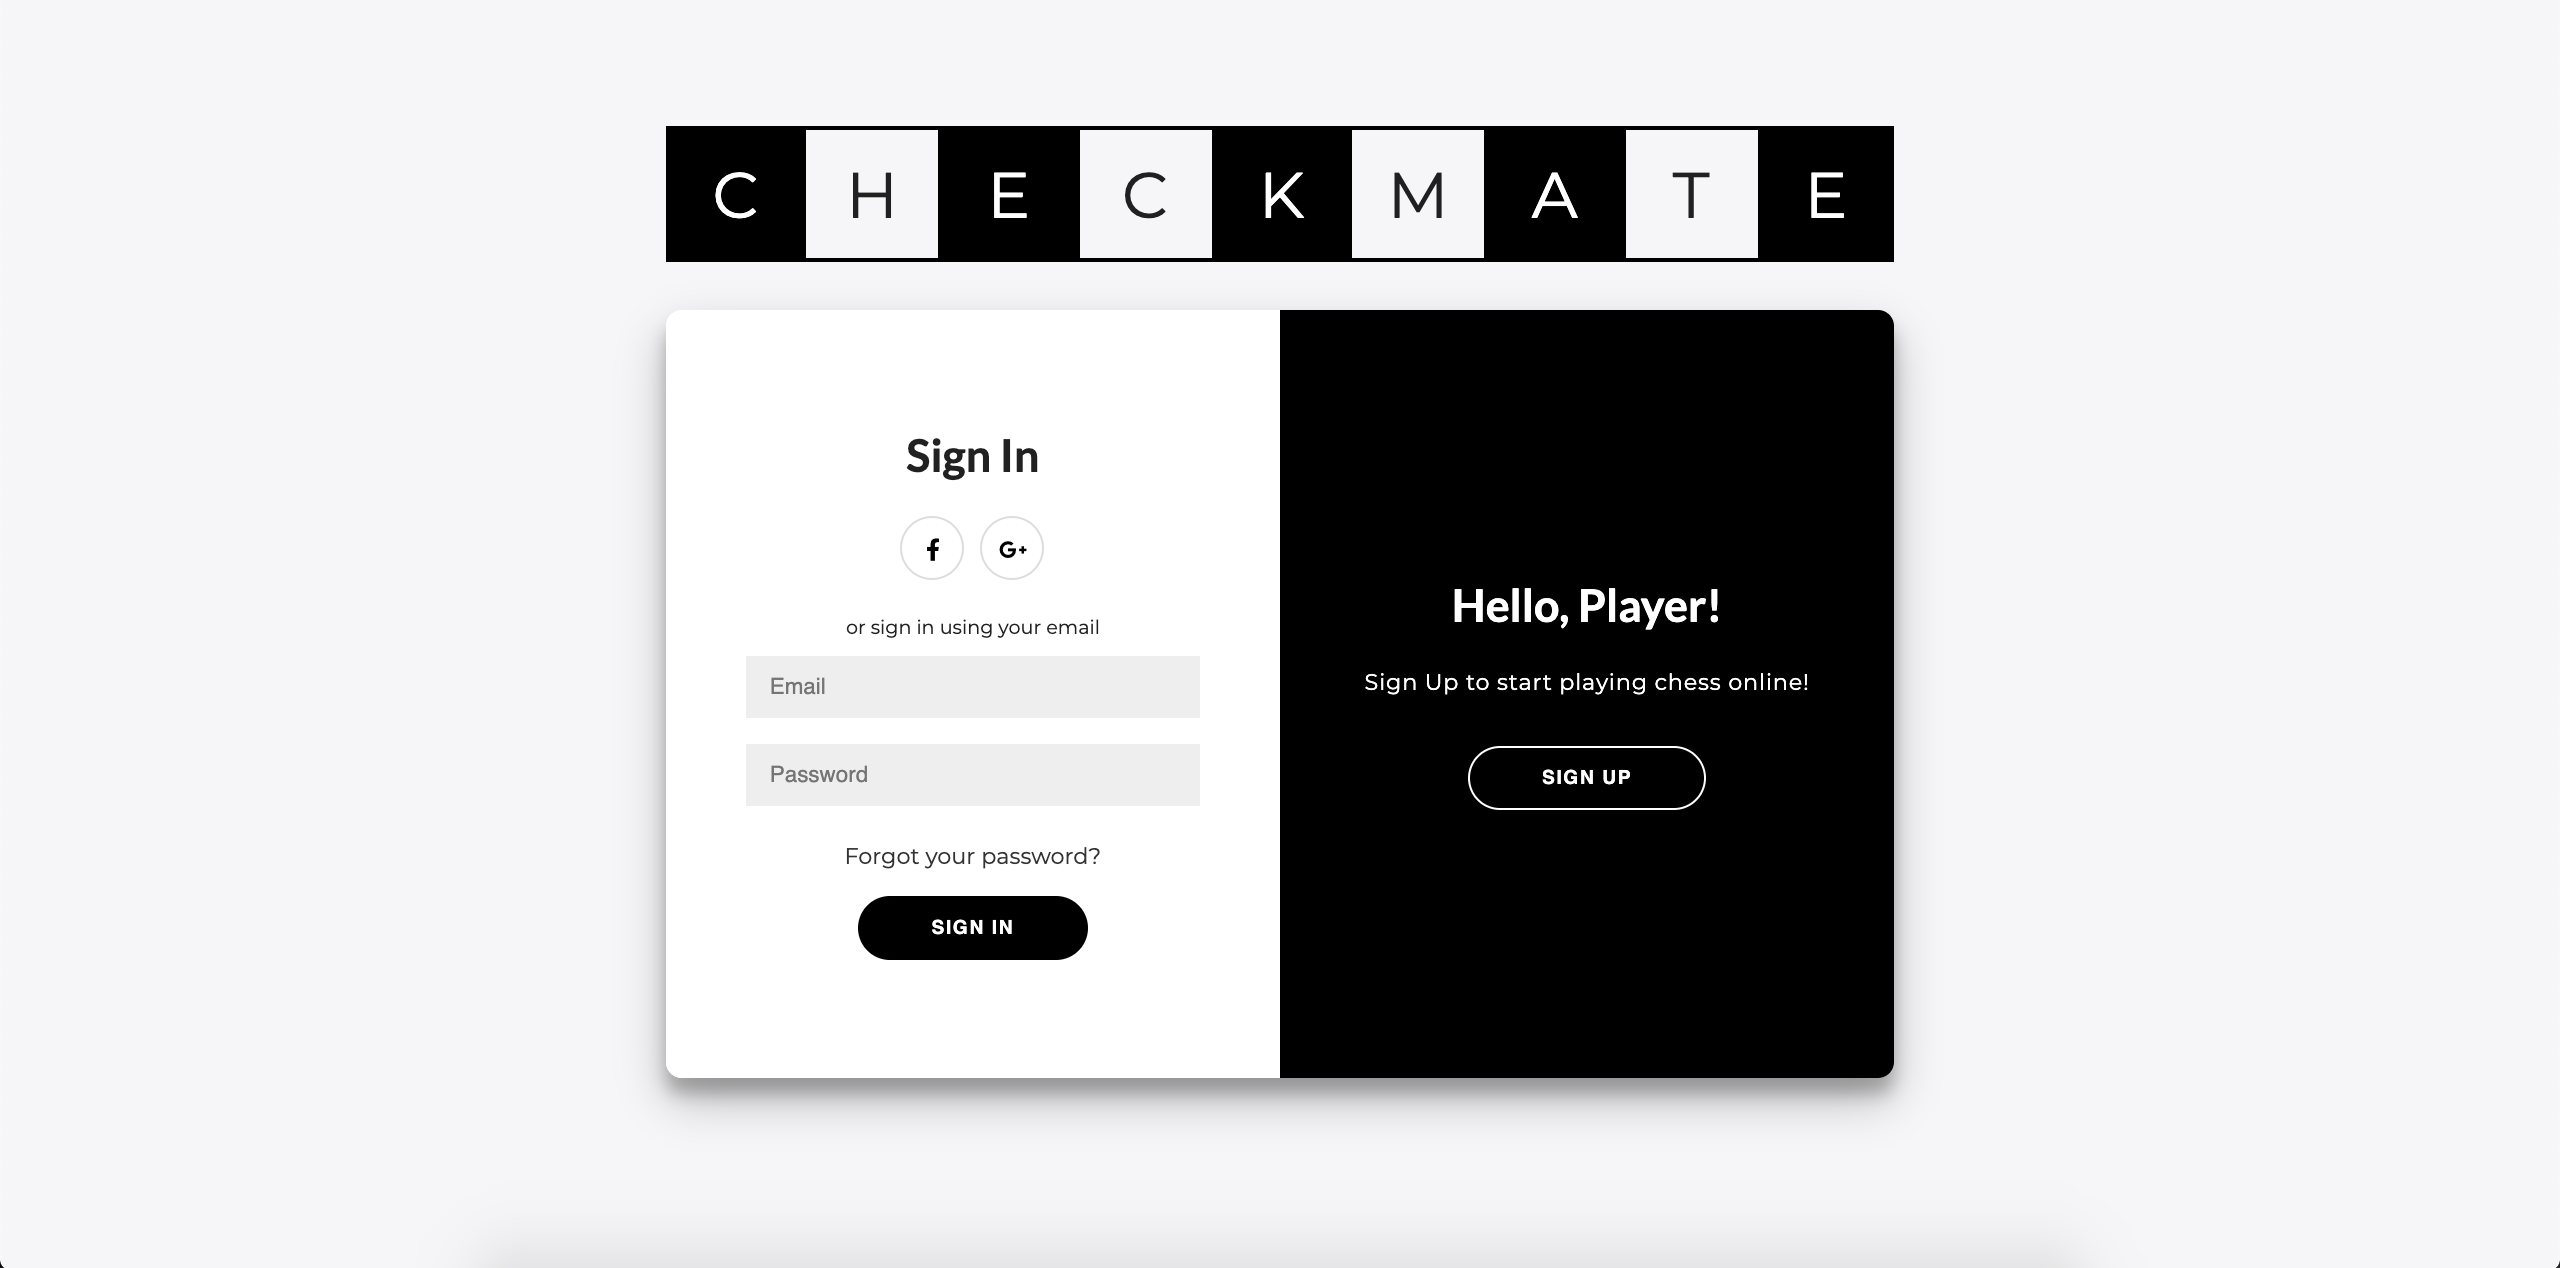 CHECKMATE
Sign In
G+
or sign in using your email
Email
Password
Forgot your password?
SIGN IN
Hello, Player!
Sign Up to start playing chess online!
SIGN UP